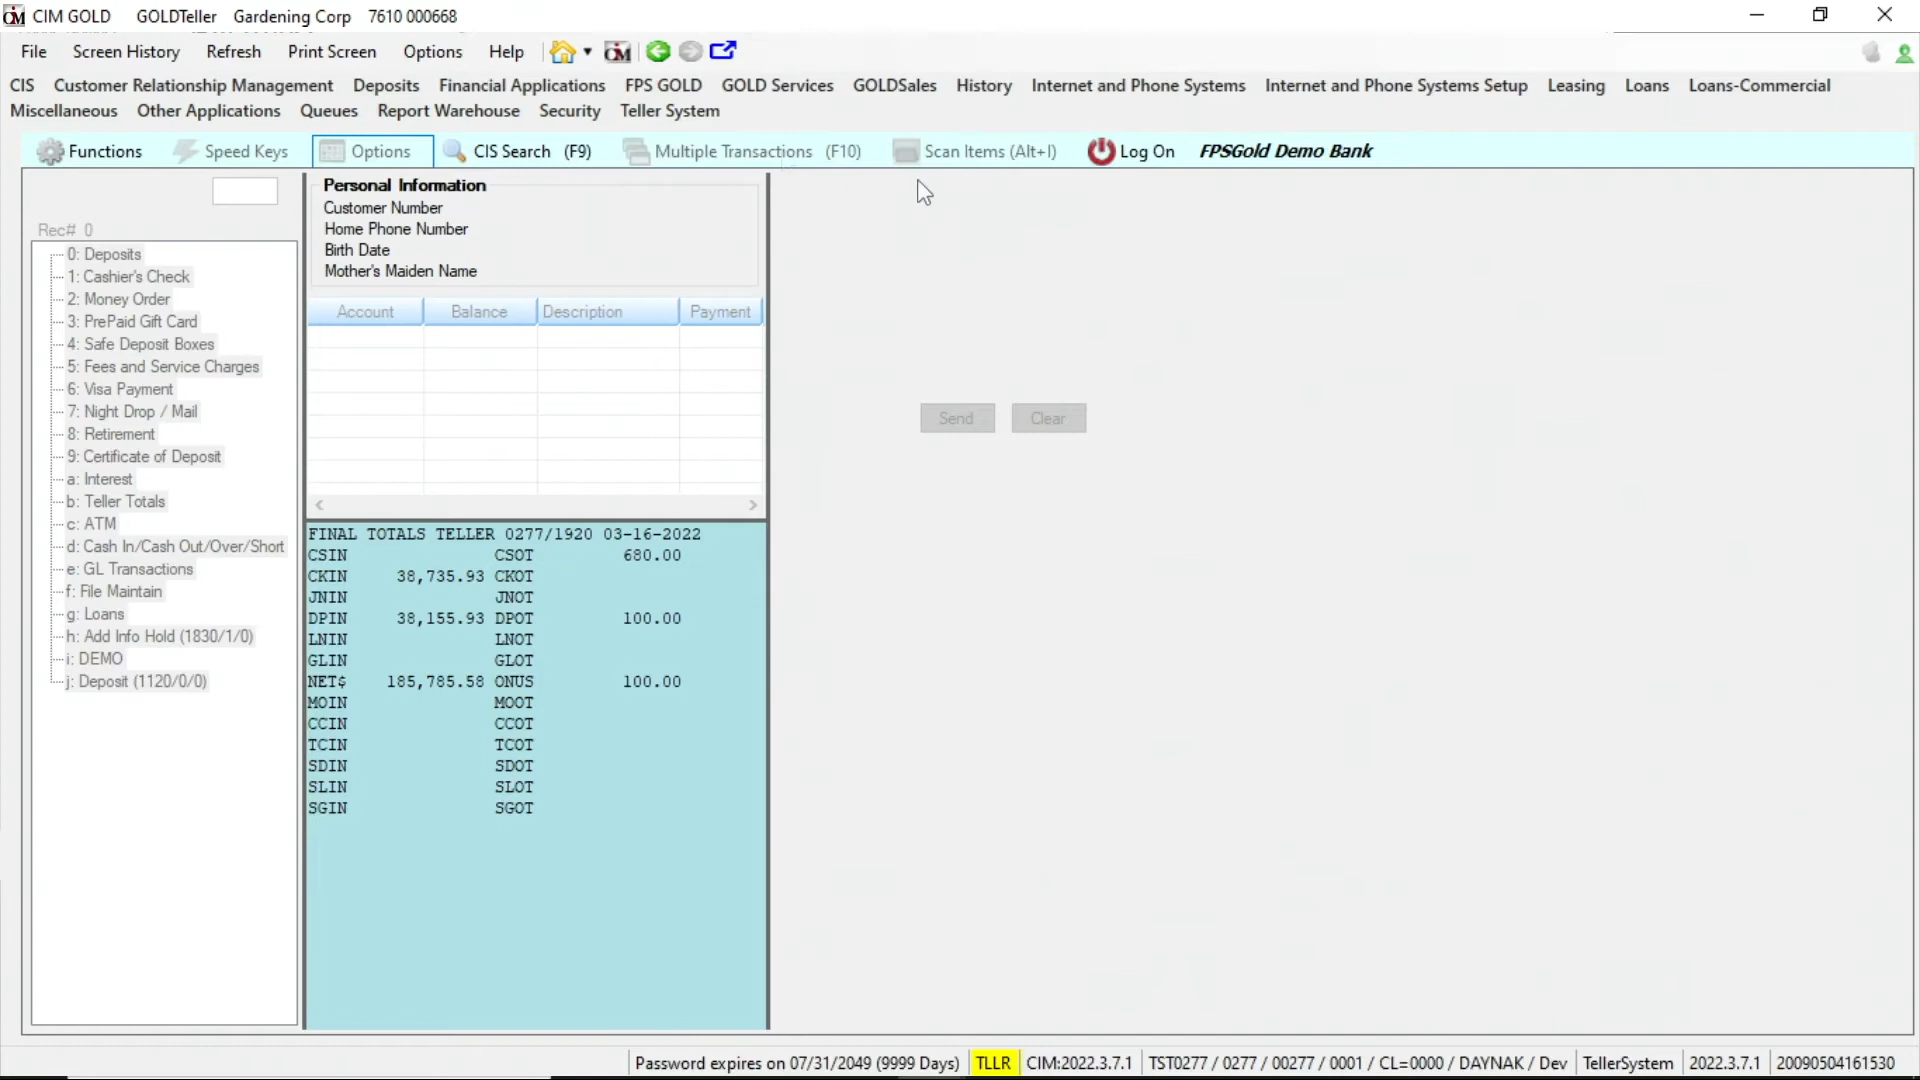 CIM GOLD GOLDTeller Gardening Corp 7610 000668
File Screen History Refresh Print Screen Options Help
CIS Customer Relationship Management Deposits Financial Applications FPS GOLD GOLD Services GOLDSales History Internet and Phone Systems Internet and Phone Systems Setup Leasing Loans Loans-Commercial
Miscellaneous Other Applications Queues Report Warehouse Security Teller System
Functions Speed Keys Options CIS Search (F9) Multiple Transactions (F10) Scan Items (Alt+I) Log On FPSGold Demo Bank
Rec# 0
0: Deposits
1: Cashier's Check
2: Money Order
3: PrePaid Gift Card
4: Safe Deposit Boxes
5: Fees and Service Charges
6: Visa Payment
7: Night Drop / Mail
8: Retirement
9: Certificate of Deposit
a: Interest
b: Teller Totals
c: ATM
d: Cash In/Cash Out/Over/Short
e: GL Transactions
f: File Maintain
g: Loans
h: Add Info Hold (1830/1/0)
i: DEMO
j: Deposit (1120/0/0)
Personal Information
Customer Number
Home Phone Number
Birth Date
Mother's Maiden Name
Account Balance Description Payment
FINAL TOTALS TELLER 0277/1920 03-16-2022
CSIN CSOT 680.00
CKIN 38,735.93 CKOT
JNIN JNOT
DPIN 38,155.93 DPOT 100.00
LNIN LNOT
GLIN GLOT
NET$ 185,785.58 ONUS 100.00
MOIN MOOT
CCIN CCOT
TCIN TCOT
SDIN SDOT
SLIN SLOT
SGIN SGOT
Send Clear
Password expires on 07/31/2049 (9999 Days) TLLR CIM:2022.3.7.1 TST0277 / 0277 / 00277 / 0001 / CL=0000 / DAYNAK / Dev TellerSystem 2022.3.7.1 20090504161530